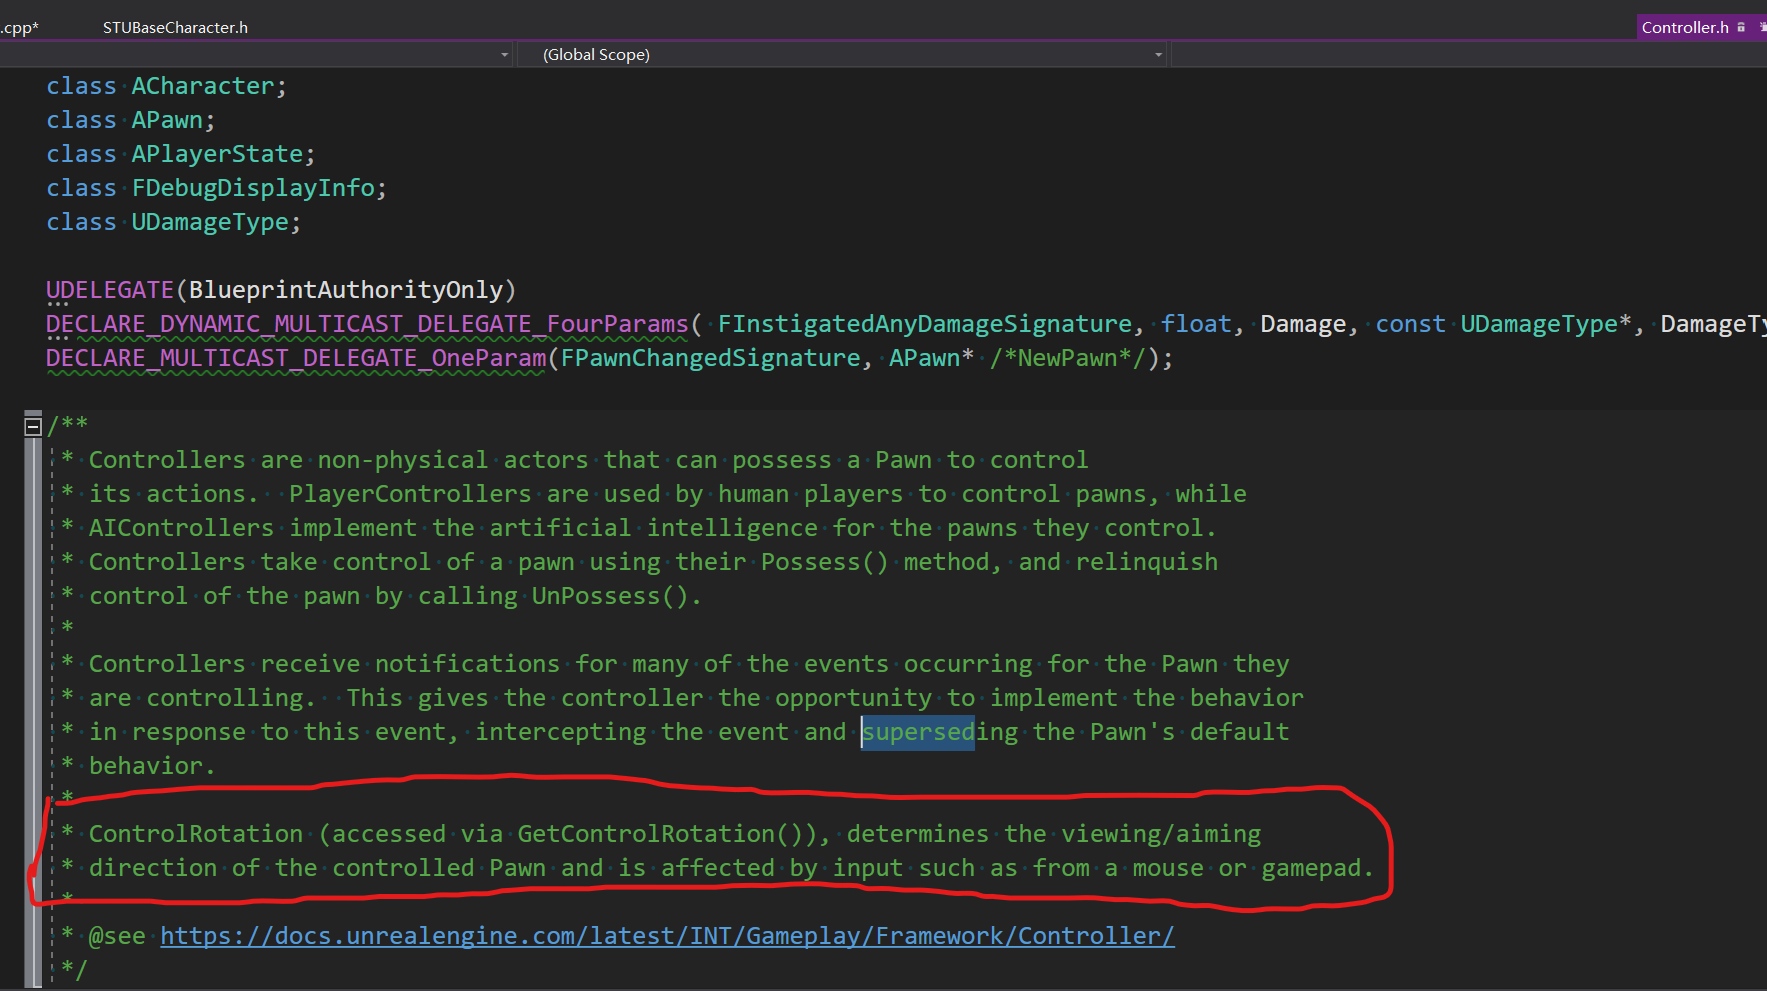 .cpp*
STUBaseCharacter.h
Controller.h
(Global Scope)
class ACharacter;
class APawn;
class APlayerState;
class FDebugDisplayInfo;
class UDamageType;
UDELEGATE(BlueprintAuthorityOnly)
DECLARE_DYNAMIC_MULTICAST_DELEGATE_FourParams( FInstigatedAnyDamageSignature, float, Damage, const UDamageType*, DamageTy
DECLARE_MULTICAST_DELEGATE_OneParam(FPawnChangedSignature, APawn* /*NewPawn*/);
/**
* Controllers are non-physical actors that can possess a Pawn to control
* its actions.  PlayerControllers are used by human players to control pawns, while
* AIControllers implement the artificial intelligence for the pawns they control.
* Controllers take control of a pawn using their Possess() method, and relinquish
* control of the pawn by calling UnPossess().
*
* Controllers receive notifications for many of the events occurring for the Pawn they
* are controlling.  This gives the controller the opportunity to implement the behavior
* in response to this event, intercepting the event and superseding the Pawn's default
* behavior.
*
* ControlRotation (accessed via GetControlRotation()), determines the viewing/aiming
* direction of the controlled Pawn and is affected by input such as from a mouse or gamepad.
*
* @see https://docs.unrealengine.com/latest/INT/Gameplay/Framework/Controller/
*/